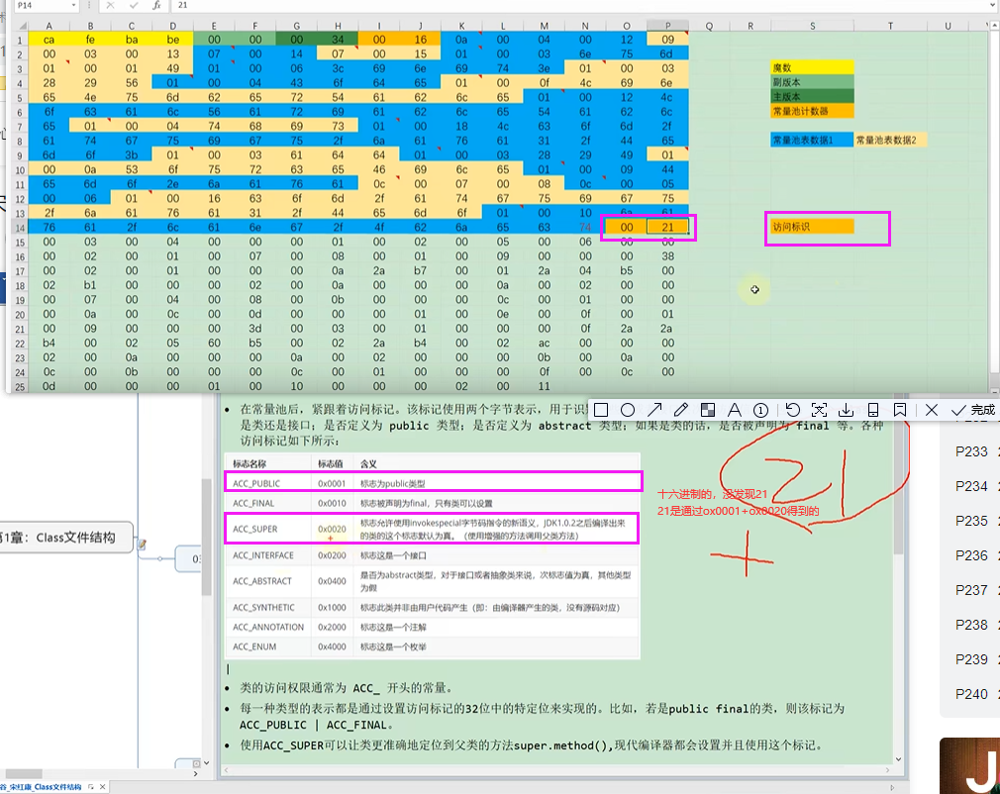 P14 fx 21
A B C D E F G H I J K L M N O P Q R S T U
1 ca fe ba be 00 00 00 34 00 16 0a 00 04 00 12 09
2 00 03 00 13 07 00 14 07 00 15 01 00 03 6e 75 6d
3 01 00 01 49 01 00 06 3c 69 6e 69 74 3e 01 00 03 魔数
4 28 29 56 01 00 04 43 6f 64 65 01 00 0f 4c 69 6e 副版本
5 65 4e 75 6d 62 65 72 54 61 62 6c 65 01 00 12 4c 主版本
6 6f 63 61 6c 56 61 72 69 61 62 6c 65 54 61 62 6c 常量池计数器
7 65 01 00 04 74 68 69 73 01 00 18 4c 63 6f 6d 2f
8 61 74 67 75 69 67 75 2f 6a 61 76 61 31 2f 44 65 常量池表数据1 常量池表数据2
9 6d 6f 3b 01 00 03 61 64 64 01 00 03 28 29 49 01
10 00 0a 53 6f 75 72 63 65 46 69 6c 65 01 00 09 44
11 65 6d 6f 2e 6a 61 76 61 0c 00 07 00 08 0c 00 05
12 00 06 01 00 16 63 6f 6d 2f 61 74 67 75 69 67 75
13 2f 6a 61 76 61 31 2f 44 65 6d 6f 01 00 10 6a 61
14 76 61 2f 6c 61 6e 67 2f 4f 62 6a 65 63 74 00 21 访问标识
15 00 03 00 04 00 00 00 01 00 02 00 05 00 06 00 00
16 00 02 00 01 00 07 00 08 00 01 00 09 00 00 00 38
17 00 02 00 01 00 00 00 0a 2a b7 00 01 2a 04 b5 00
18 02 b1 00 00 00 02 00 0a 00 00 00 0a 00 02 00 00
19 00 07 00 04 00 08 00 0b 00 00 00 0c 00 01 00 00
20 00 0a 00 0c 00 0d 00 00 00 01 00 0e 00 0f 00 01
21 00 09 00 00 00 3d 00 03 00 01 00 00 00 0f 2a 2a
22 b4 00 02 05 60 b5 00 02 2a b4 00 02 ac 00 00 00
23 02 00 0a 00 00 00 0a 00 02 00 00 00 0b 00 0a 00
24 0c 00 0b 00 00 00 0c 00 01 00 00 00 0f 00 0c 00
25 0d 00 00 00 01 00 10 00 00 00 02 00 11
完成
在常量池后，紧跟着访问标记。该标记使用两个字节表示，用于识
是类还是接口；是否定义为 public 类型；是否定义为 abstract 类型；如果是类的话，是否被声明为 final 等。各种
访问标记如下所示：
标志名称 标志值 含义
ACC_PUBLIC 0x0001 标志为public类型
ACC_FINAL 0x0010 标志被声明为final，只有类可以设置
ACC_SUPER 0x0020 标志允许使用invokespecial字节码指令的新语义，JDK1.0.2之后编译出来
的类的这个标志默认为真。（使用增强的方法调用父类方法）
ACC_INTERFACE 0x0200 标志这是一个接口
ACC_ABSTRACT 0x0400 是否为abstract类型，对于接口或者抽象类来说，次标志值为真，其他类型
为假
ACC_SYNTHETIC 0x1000 标志此类并非由用户代码产生（即：由编译器产生的类，没有源码对应）
ACC_ANNOTATION 0x2000 标志这是一个注解
ACC_ENUM 0x4000 标志这是一个枚举
21
十六进制的，没发现21
21是通过ox0001+ox0020得到的
+
类的访问权限通常为 ACC_ 开头的常量。
每一种类型的表示都是通过设置访问标记的32位中的特定位来实现的。比如，若是public final的类，则该标记为
ACC_PUBLIC | ACC_FINAL。
使用ACC_SUPER可以让类更准确地定位到父类的方法super.method(),现代编译器都会设置并且使用这个标记。
第1章：Class文件结构
03
P233
P234
P235
P236
P237
P238
P239
P240
谷_宋红康_Class文件结构
J